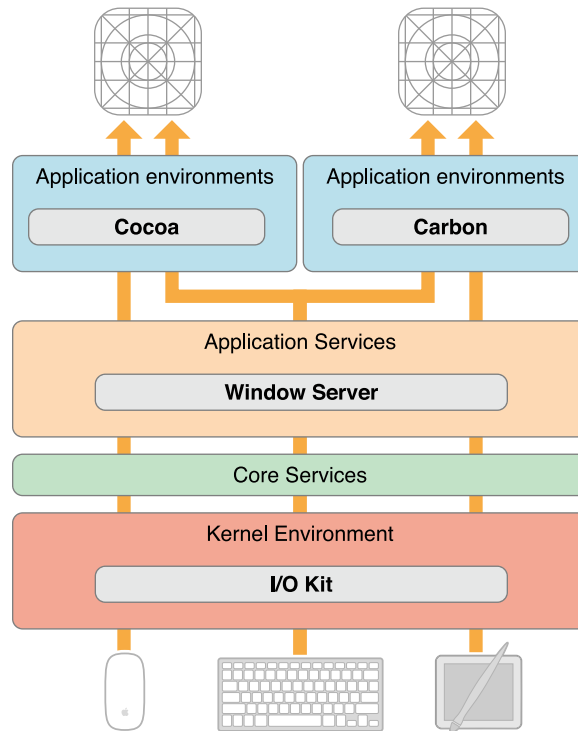 Application environments
Cocoa
Application environments
Carbon
Application Services
Window Server
Core Services
Kernel Environment
I/O Kit